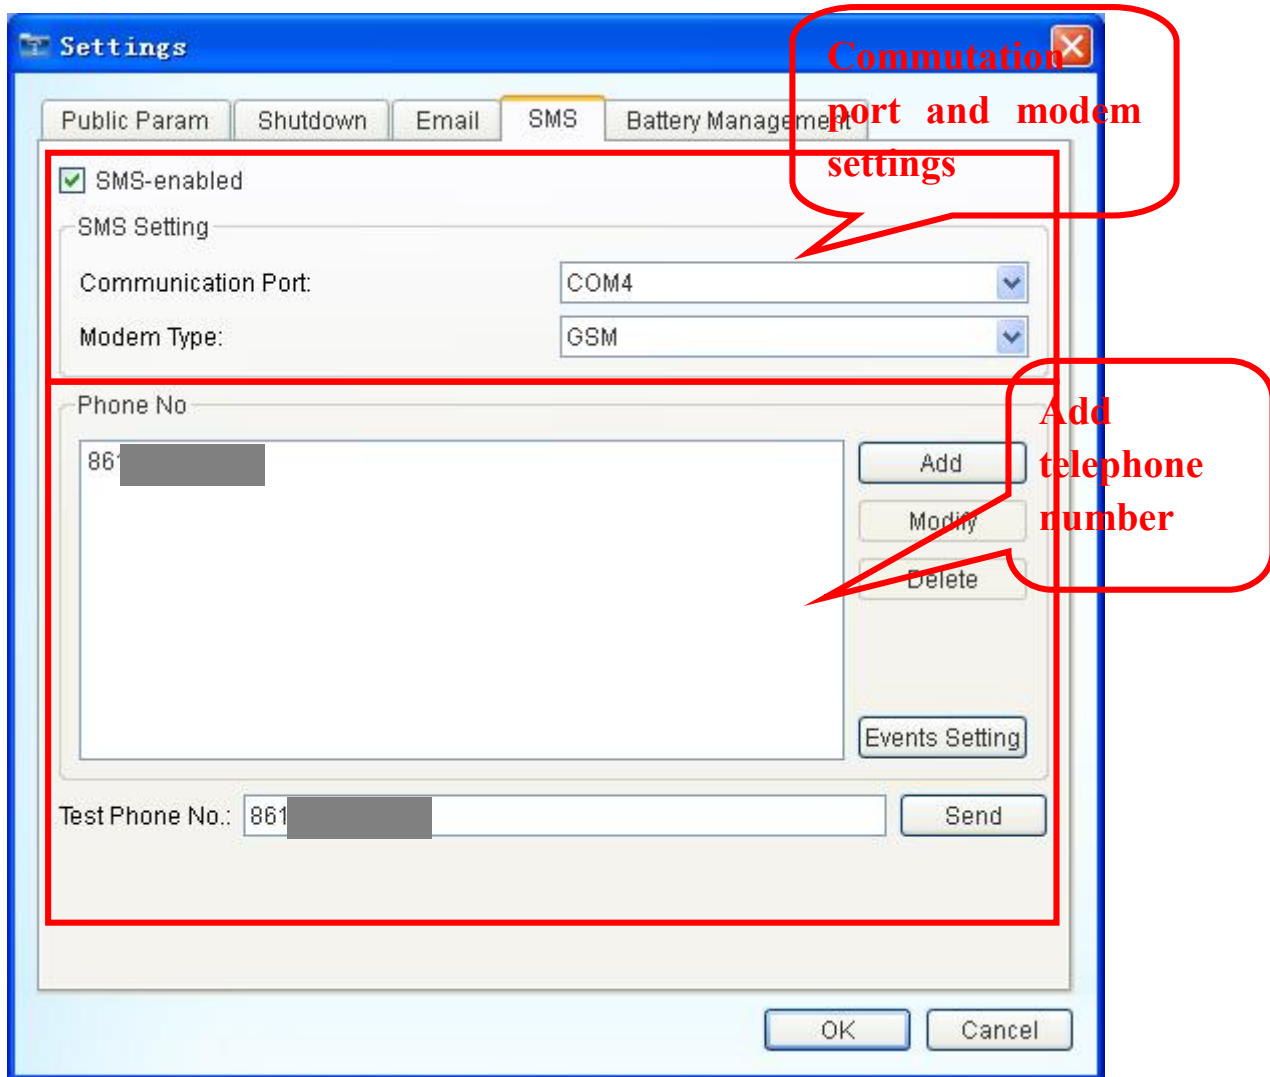 Settings
Commutation
port and modem
settings
Public Param
Shutdown
Email
SMS
Battery Management
SMS-enabled
SMS Setting
Communication Port:
COM4
Modem Type:
GSM
Phone No
861
Add
Modify
Delete
Events Setting
Add
telephone
number
Test Phone No.:
861
Send
OK
Cancel